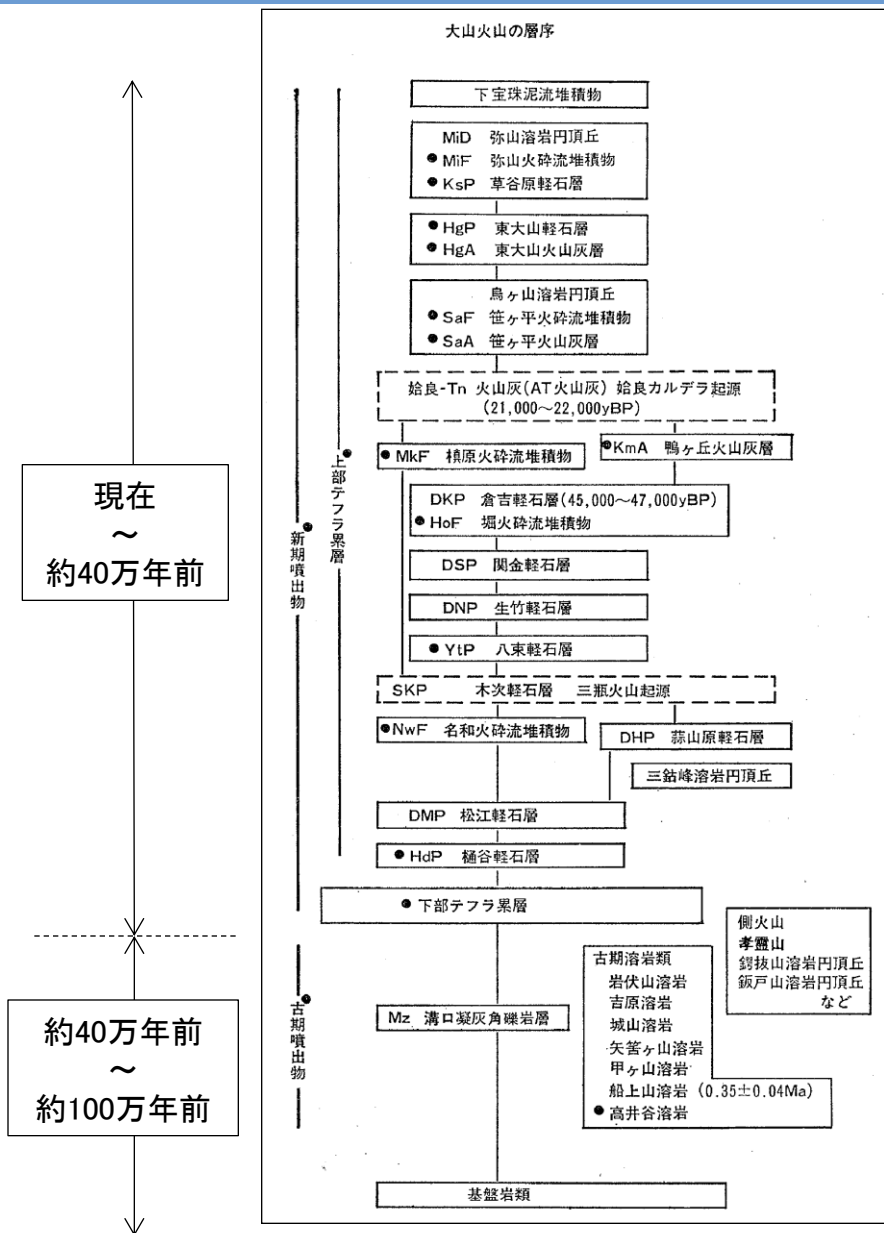 大山火山の層序
下宝珠泥流堆積物
MiD 弥山溶岩円頂丘
●MiF 弥山火砕流堆積物
●KsP 草谷原軽石層
●HgP 東大山軽石層
●HgA 東大山火山灰層
烏ヶ山溶岩円頂丘
●SaF 笹ヶ平火砕流堆積物
●SaA 笹ヶ平火山灰層
姶良-Tn 火山灰(AT火山灰) 姶良カルデラ起源
(21,000～22,000yBP)
●MkF 槙原火砕流堆積物
●KmA 鴨ヶ丘火山灰層
DKP 倉吉軽石層(45,000～47,000yBP)
●HoF 堀火砕流堆積物
DSP 関金軽石層
DNP 生竹軽石層
●YtP 八束軽石層
SKP 木次軽石層 三瓶火山起源
●NwF 名和火砕流堆積物
DHP 蒜山原軽石層
三鈷峰溶岩円頂丘
DMP 松江軽石層
●HdP 樋谷軽石層
●下部テフラ累層
上部テフラ累層●
新期噴出物●
現在
～
約40万年前
側火山
孝靈山
鍔抜山溶岩円頂丘
鈑戸山溶岩円頂丘
など
古期溶岩類
岩伏山溶岩
吉原溶岩
城山溶岩
矢筈ヶ山溶岩
甲ヶ山溶岩
船上山溶岩 (0.35±0.04Ma)
●高井谷溶岩
Mz 溝口凝灰角礫岩層
古期噴出物●
約40万年前
～
約100万年前
基盤岩類